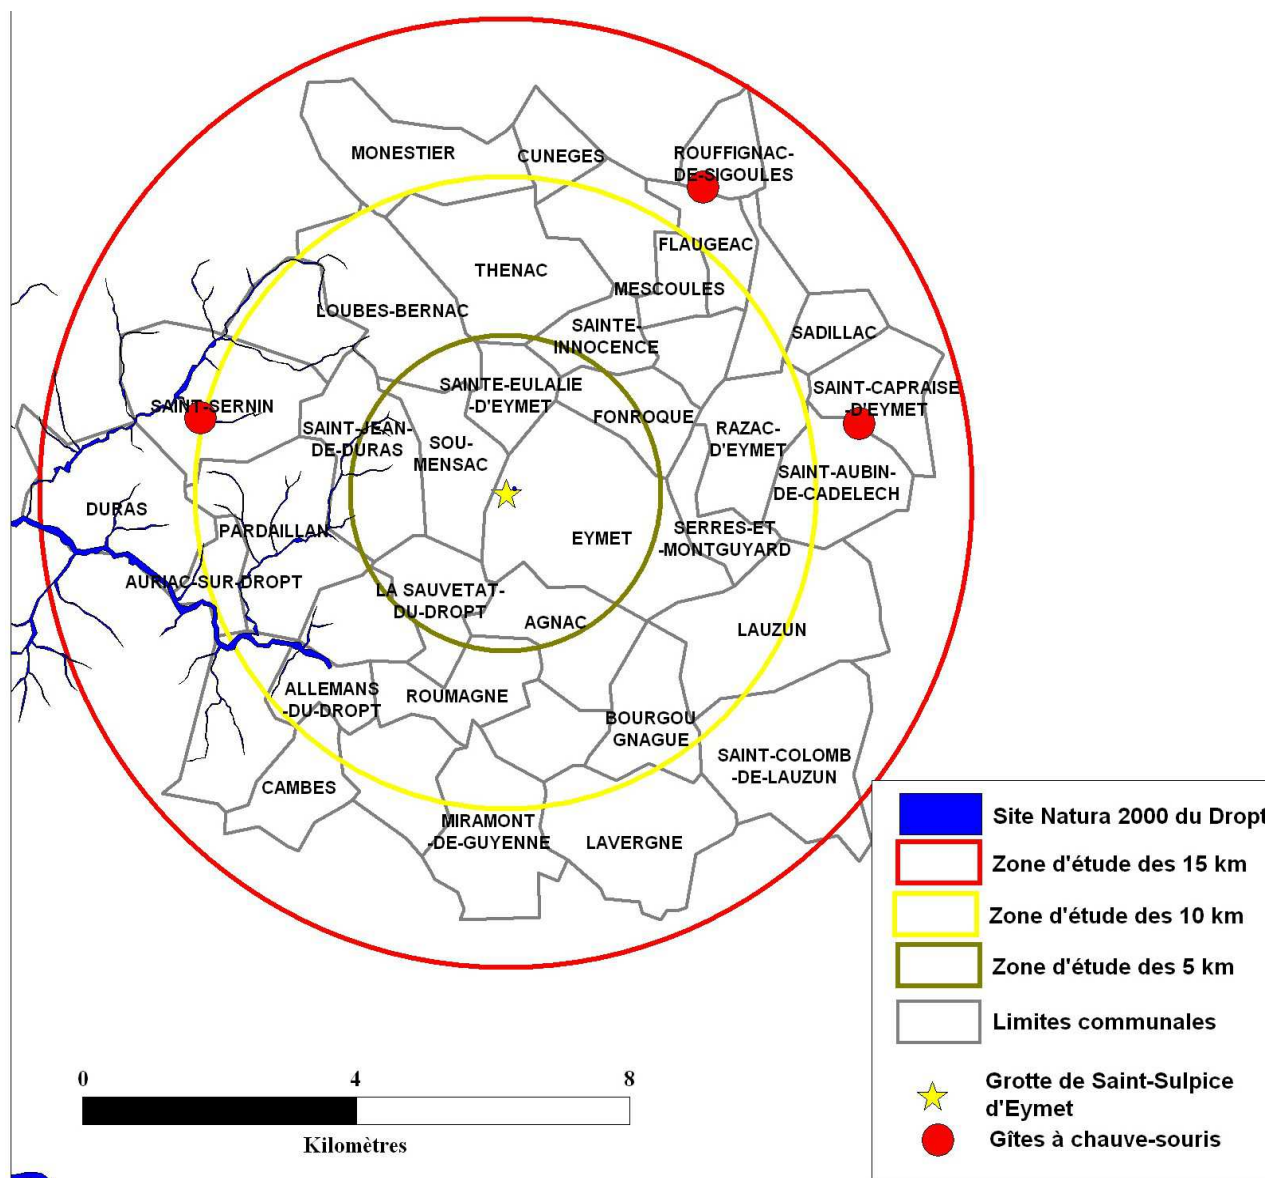 MONESTIER
CUNEGES
ROUFFIGNAC-
DE-SIGOULES
FLAUGEAC
THENAC
MESCOULES
LOUBES-BERNAC
SAINTE-
INNOCENCE
SADILLAC
SAINTE-EULALIE
-D'EYMET
SAINT-CAPRAISE
-D'EYMET
SAINT-SERNIN
FONROQUE
SAINT-JEAN-
DE-DURAS
SOU-
MENSAC
RAZAC-
D'EYMET
SAINT-AUBIN-
DE-CADELECH
DURAS
PARDAILLAN
EYMET
SERRES-ET
-MONTGUYARD
AURIAC-SUR-DROPT
LA SAUVETAT-
DU-DROPT
AGNAC
LAUZUN
ALLEMANS
-DU-DROPT
ROUMAGNE
BOURGOU
GNAGUE
SAINT-COLOMB
-DE-LAUZUN
CAMBES
MIRAMONT
-DE-GUYENNE
LAVERGNE
Site Natura 2000 du Dropt
Zone d'étude des 15 km
Zone d'étude des 10 km
Zone d'étude des 5 km
Limites communales
Grotte de Saint-Sulpice
d'Eymet
Gîtes à chauve-souris
0 4 8
Kilomètres